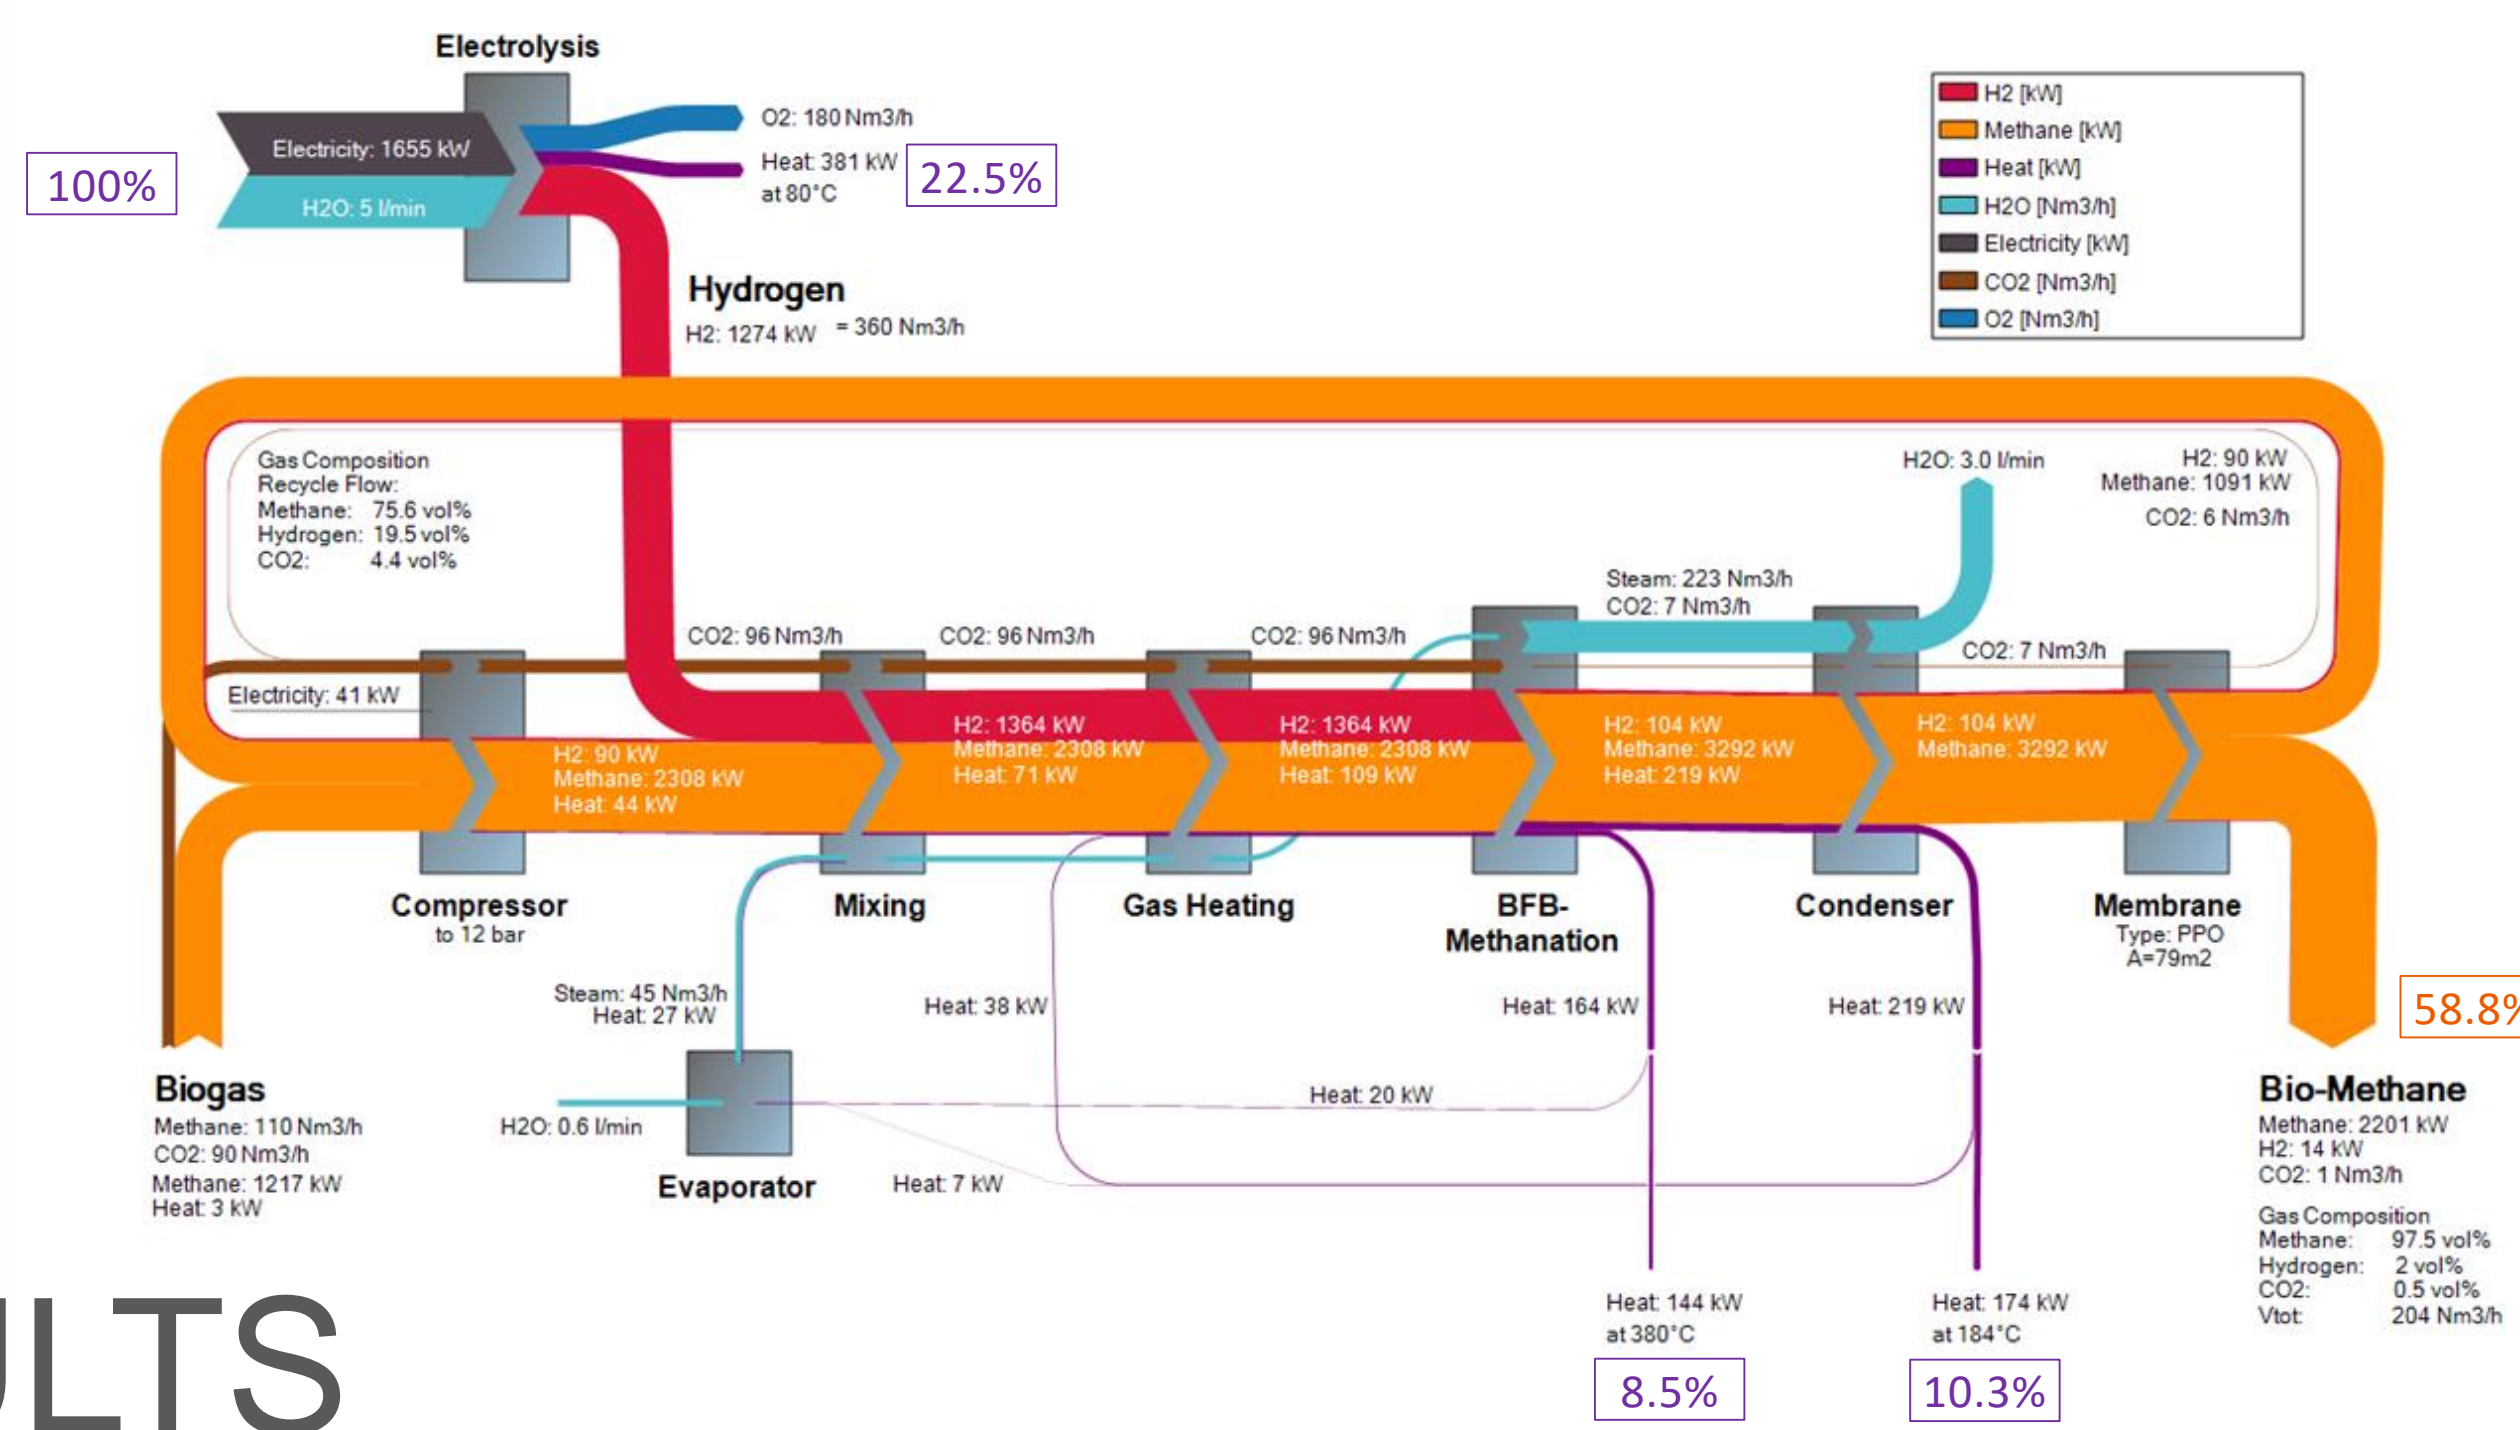 Electrolysis
Electricity: 1655 kW
H2O: 5 l/min
100%
O2: 180 Nm3/h
Heat: 381 kW
at 80°C
22.5%
Hydrogen
H2: 1274 kW = 360 Nm3/h
H2 [kW]
Methane [kW]
Heat [kW]
H2O [Nm3/h]
Electricity [kW]
CO2 [Nm3/h]
O2 [Nm3/h]
Gas Composition
Recycle Flow:
Methane: 75.6 vol%
Hydrogen: 19.5 vol%
CO2: 4.4 vol%
H2O: 3.0 l/min
H2: 90 kW
Methane: 1091 kW
CO2: 6 Nm3/h
Steam: 223 Nm3/h
CO2: 7 Nm3/h
CO2: 96 Nm3/h
CO2: 96 Nm3/h
CO2: 96 Nm3/h
CO2: 7 Nm3/h
Electricity: 41 kW
H2: 90 kW
Methane: 2308 kW
Heat: 44 kW
H2: 1364 kW
Methane: 2308 kW
Heat: 71 kW
H2: 1364 kW
Methane: 2308 kW
Heat: 109 kW
H2: 104 kW
Methane: 3292 kW
Heat: 219 kW
H2: 104 kW
Methane: 3292 kW
Compressor
to 12 bar
Mixing
Gas Heating
BFB-
Methanation
Condenser
Membrane
Type: PPO
A=79m2
Steam: 45 Nm3/h
Heat: 27 kW
Heat: 38 kW
Heat: 164 kW
Heat: 219 kW
58.8%
Heat: 20 kW
H2O: 0.6 l/min
Evaporator
Heat: 7 kW
Biogas
Methane: 110 Nm3/h
CO2: 90 Nm3/h
Methane: 1217 kW
Heat: 3 kW
Bio-Methane
Methane: 2201 kW
H2: 14 kW
CO2: 1 Nm3/h
Gas Composition
Methane: 97.5 vol%
Hydrogen: 2 vol%
CO2: 0.5 vol%
Vtot: 204 Nm3/h
Heat: 144 kW
at 380°C
8.5%
Heat: 174 kW
at 184°C
10.3%
ULTS